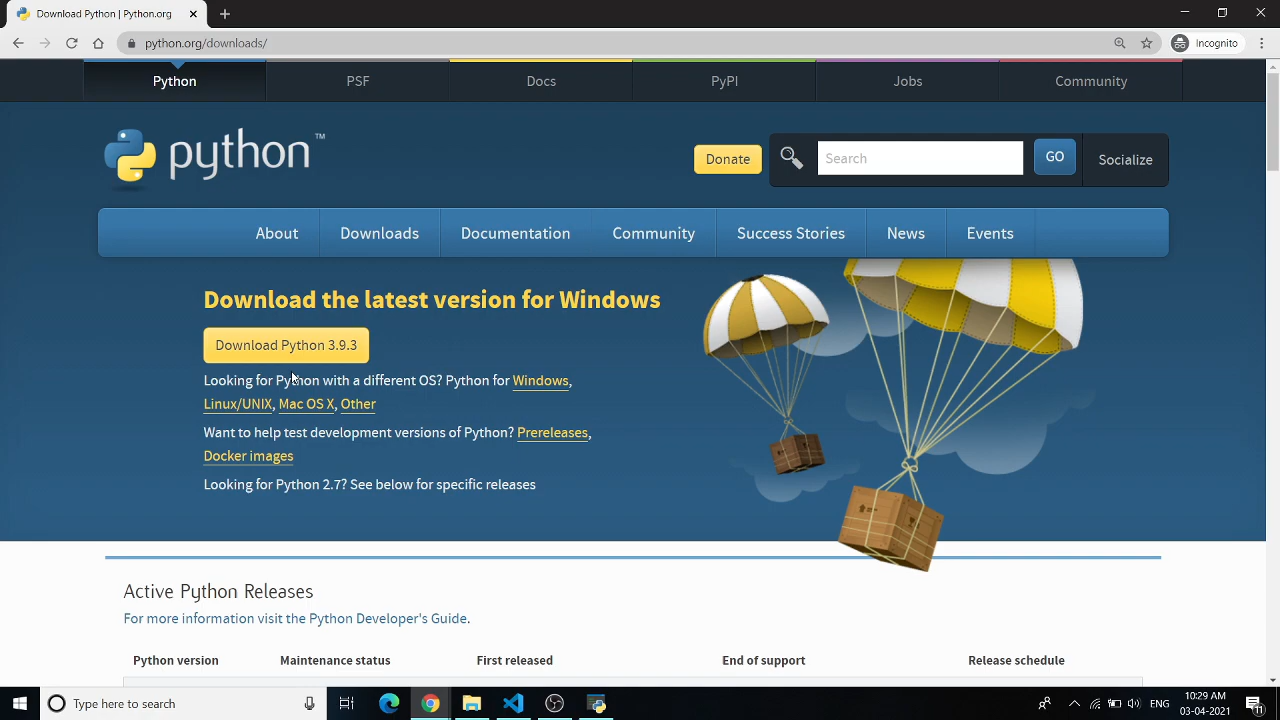 Download Python | Python.org
python.org/downloads/
Incognito
Python
PSF
Docs
PyPI
Jobs
Community
python™
Donate
Search
GO
Socialize
About
Downloads
Documentation
Community
Success Stories
News
Events
Download the latest version for Windows
Download Python 3.9.3
Looking for Python with a different OS? Python for Windows,
Linux/UNIX, Mac OS X, Other
Want to help test development versions of Python? Prereleases,
Docker images
Looking for Python 2.7? See below for specific releases
Active Python Releases
For more information visit the Python Developer's Guide.
Python version
Maintenance status
First released
End of support
Release schedule
Type here to search
ENG
10:29 AM
03-04-2021
11